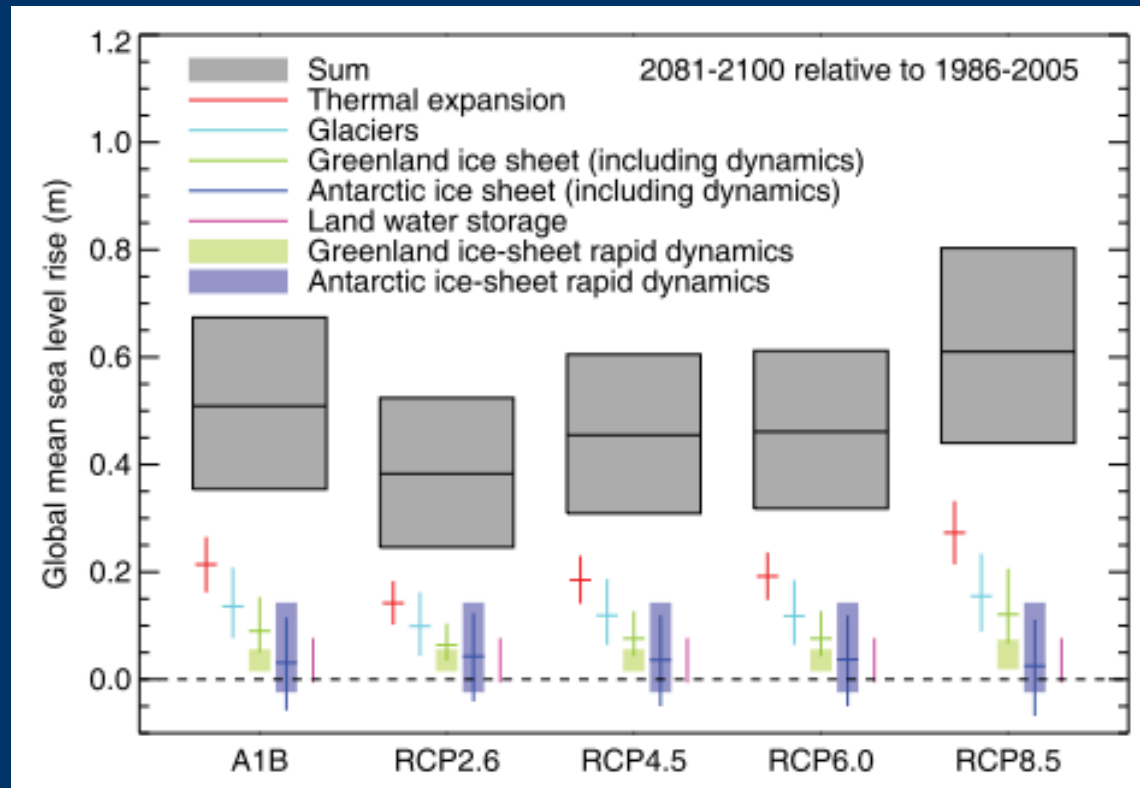 1.2
1.0
0.8
0.6
0.4
0.2
0.0
Global mean sea level rise (m)
Sum
2081-2100 relative to 1986-2005
Thermal expansion
Glaciers
Greenland ice sheet (including dynamics)
Antarctic ice sheet (including dynamics)
Land water storage
Greenland ice-sheet rapid dynamics
Antarctic ice-sheet rapid dynamics
A1B
RCP2.6
RCP4.5
RCP6.0
RCP8.5